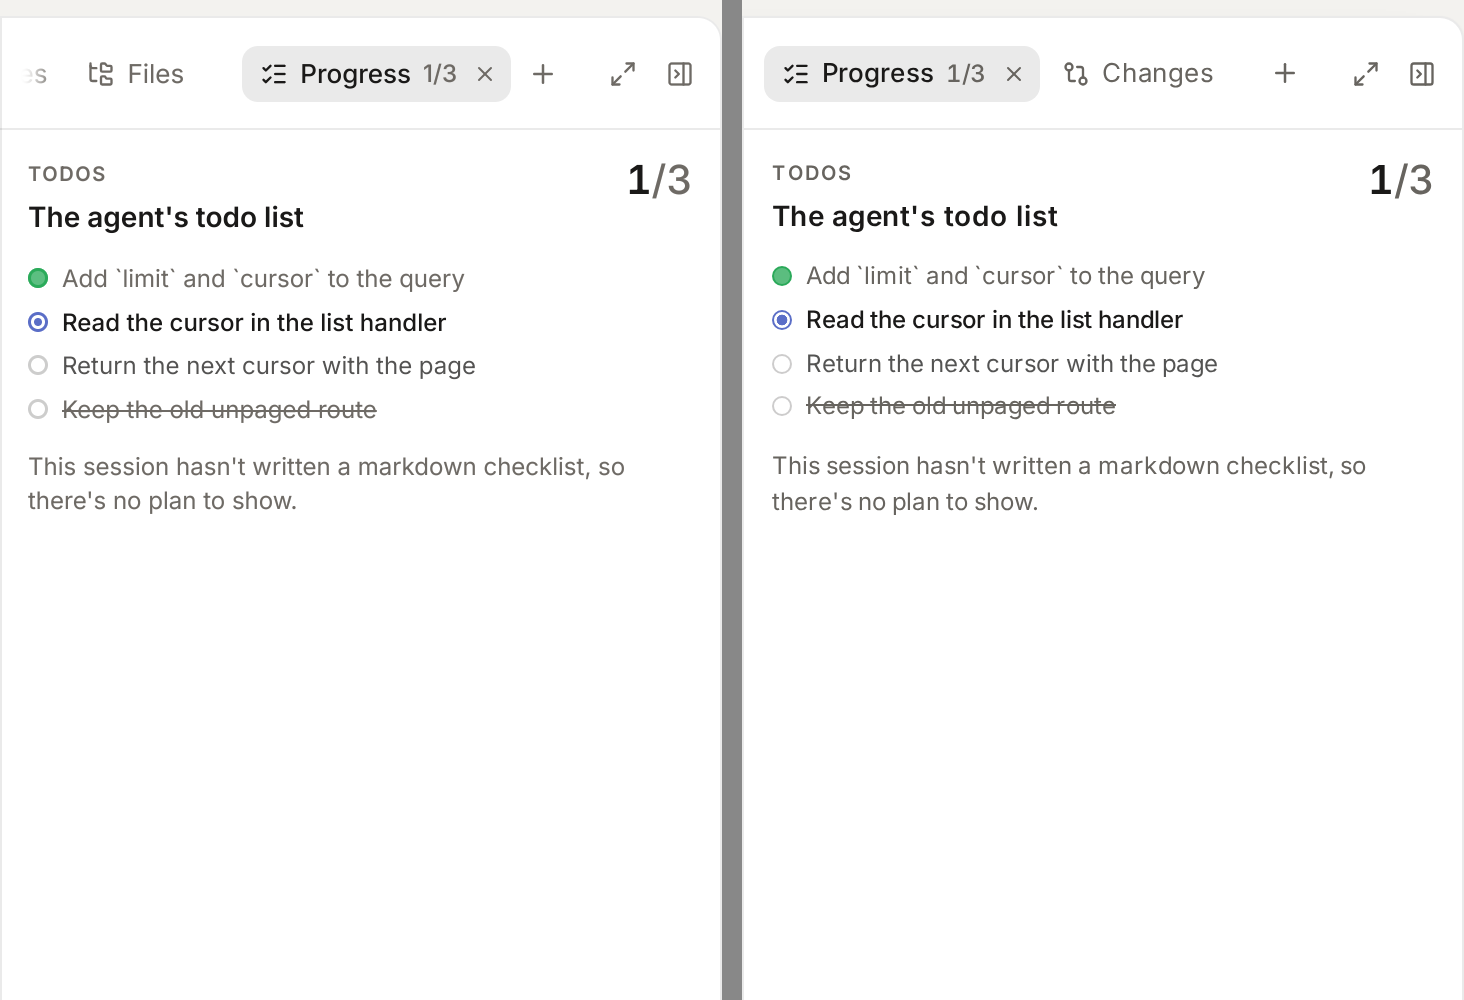 es Files Progress 1/3
TODOS
1/3
The agent's todo list
Add `limit` and `cursor` to the query
Read the cursor in the list handler
Return the next cursor with the page
Keep the old unpaged route
This session hasn't written a markdown checklist, so
there's no plan to show.
Progress 1/3 Changes
TODOS
1/3
The agent's todo list
Add `limit` and `cursor` to the query
Read the cursor in the list handler
Return the next cursor with the page
Keep the old unpaged route
This session hasn't written a markdown checklist, so
there's no plan to show.